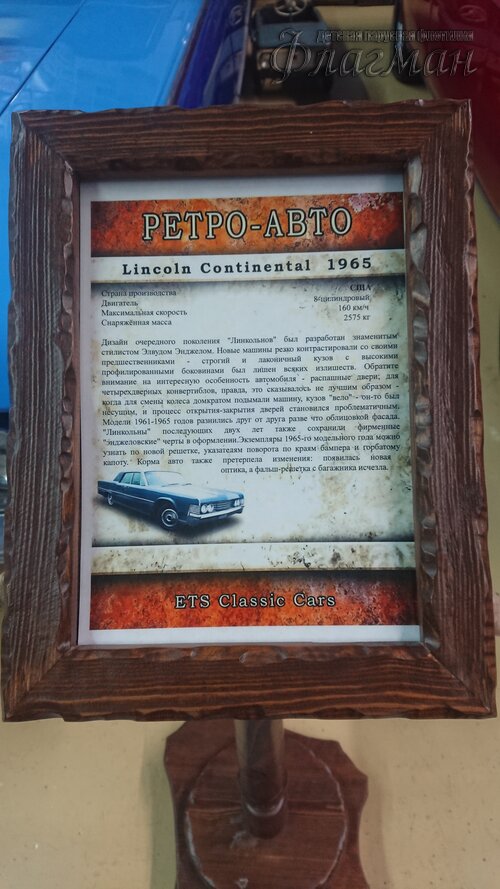 детская парусная флотилия
ФлагМан
РЕТРО-АВТО
Lincoln Continental 1965
Страна производства США
Двигатель 8-цилиндровый
Максимальная скорость 160 км/ч
Снаряжённая масса 2575 кг
Дизайн очередного поколения "Линкольнов" был разработан знаменитым
стилистом Элвудом Энджелом. Новые машины резко контрастировали со своими
предшественниками - строгий и лаконичный кузов с высокими
профилированными боковинами был лишен всяких излишеств. Обратите
внимание на интересную особенность автомобиля - распашные двери; для
четырехдверных конвертиблов, правда, это сказывалось не лучшим образом -
когда для смены колеса домкратом подымали машину, кузов "вело" - он-то был
несущим, и процесс открытия-закрытия дверей становился проблематичным.
Модели 1961-1965 годов разнились друг от друга разве что облицовкой фасада.
"Линкольны" последующих двух лет также сохранили фирменные
"энджеловские" черты в оформлении.Экземпляры 1965-го модельного года можно
узнать по новой решетке, указателям поворота по краям бампера и горбатому
капоту. Корма авто также претерпела изменения: появилась новая
оптика, а фальш-решетка с багажника исчезла.
ETS Classic Cars